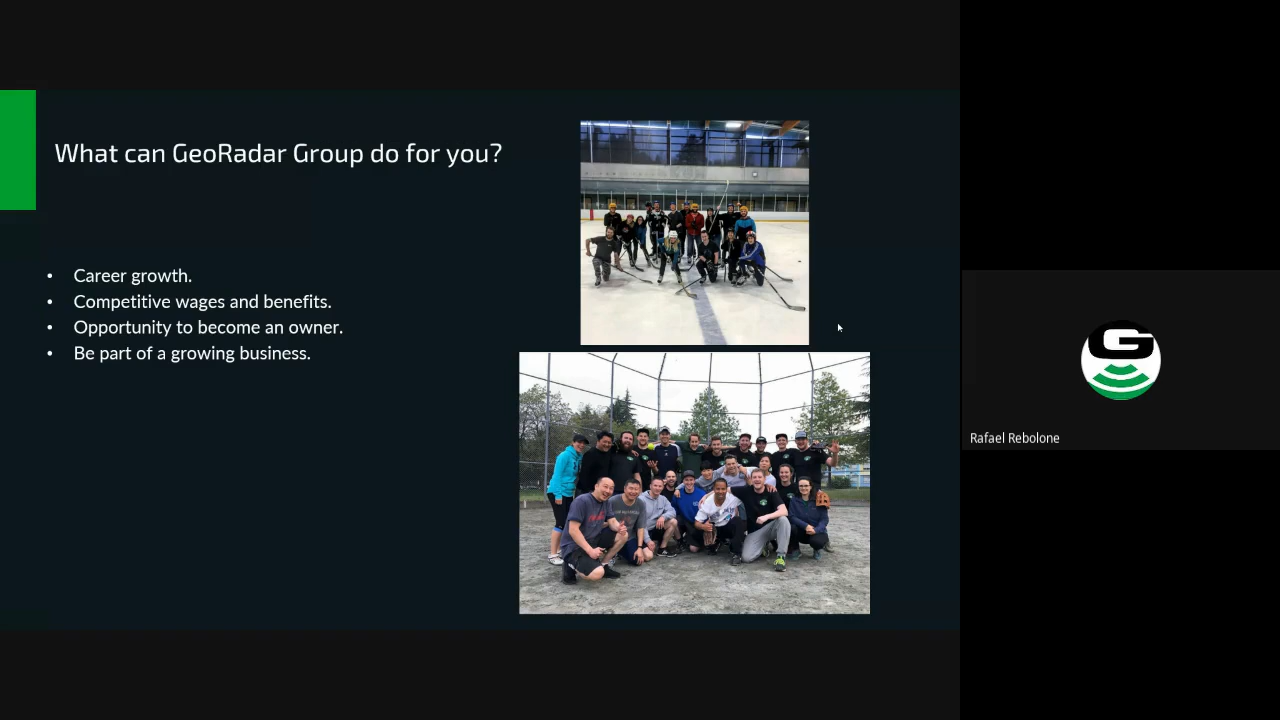 What can GeoRadar Group do for you?
• Career growth.
• Competitive wages and benefits.
• Opportunity to become an owner.
• Be part of a growing business.
G
Rafael Rebolone